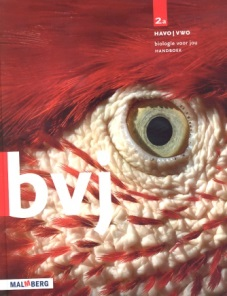 2a
HAVO | VWO
biologie voor jou
HANDBOEK
bvj
MALMBERG